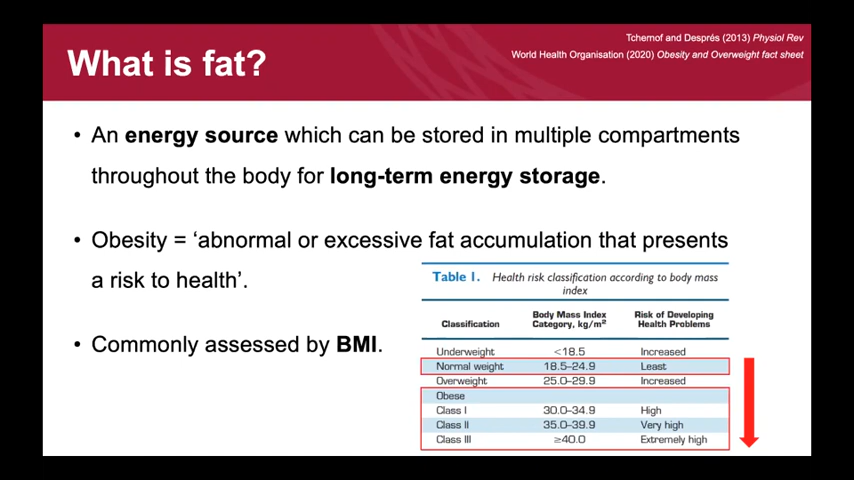 Tchernof and Després (2013) Physiol Rev
World Health Organisation (2020) Obesity and Overweight fact sheet
What is fat?
• An energy source which can be stored in multiple compartments
throughout the body for long-term energy storage.
• Obesity = ‘abnormal or excessive fat accumulation that presents
a risk to health’.
• Commonly assessed by BMI.
Table 1. Health risk classification according to body mass
index
Classification Body Mass Index Category, kg/m² Risk of Developing Health Problems
Underweight <18.5 Increased
Normal weight 18.5–24.9 Least
Overweight 25.0–29.9 Increased
Obese
Class I 30.0–34.9 High
Class II 35.0–39.9 Very high
Class III ≥40.0 Extremely high